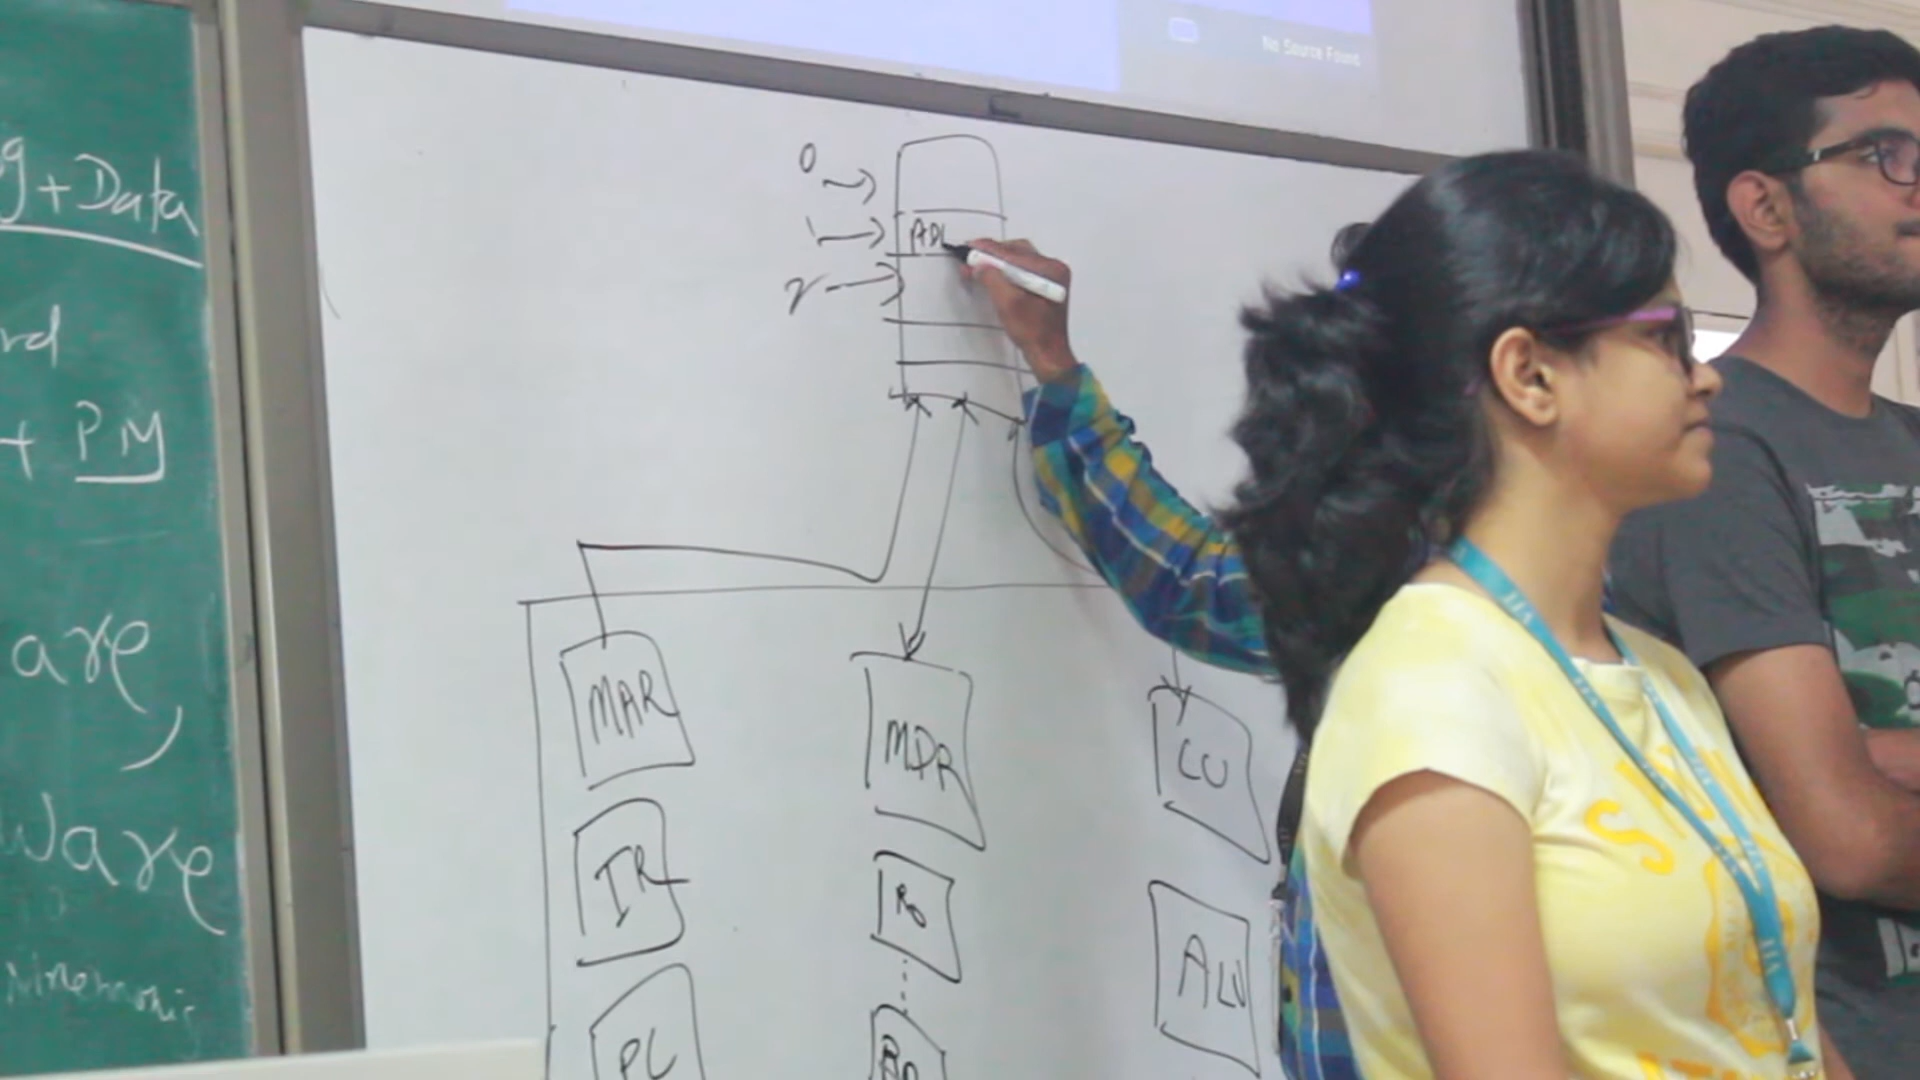 No Source Found
g + Data
rd
+ PM
are,
ware
Mnemonic
0
1
2
ADD
MAR
MDR
CU
IR
R0
ALU
PC